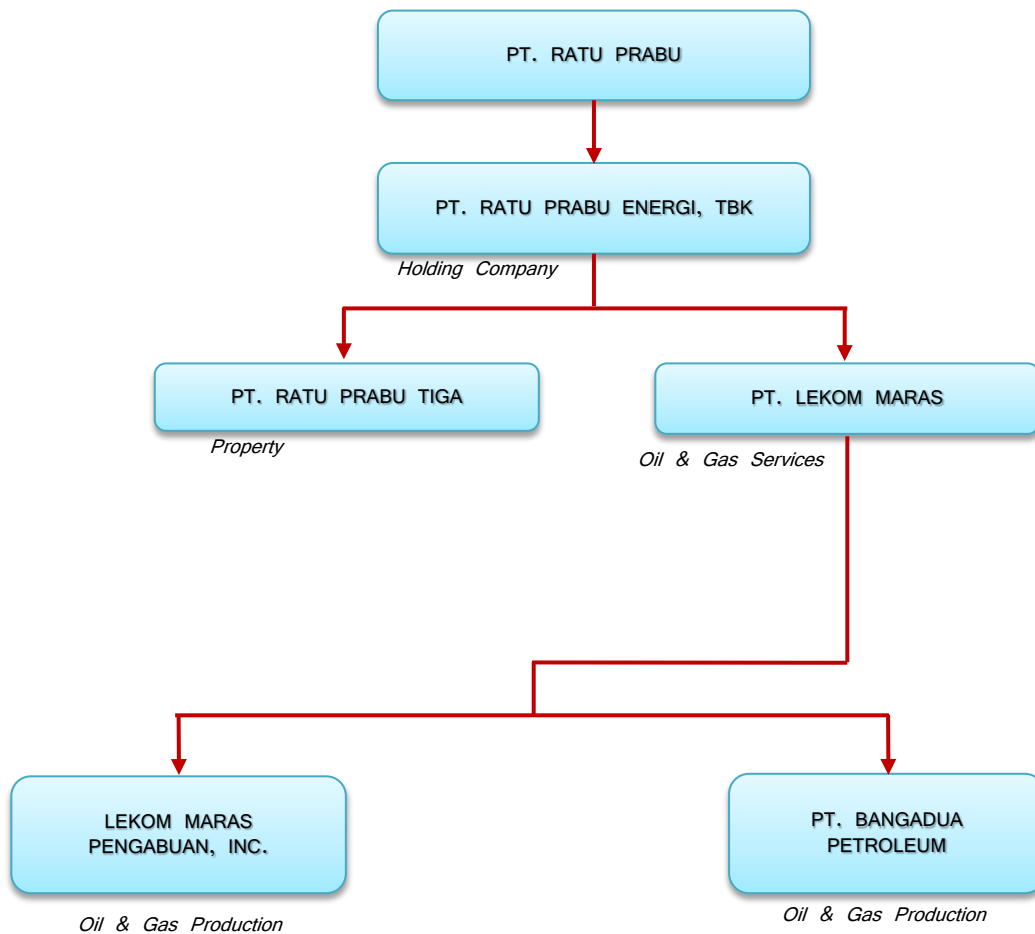 PT. RATU PRABU
PT. RATU PRABU ENERGI, TBK
Holding Company
PT. RATU PRABU TIGA
Property
PT. LEKOM MARAS
Oil & Gas Services
LEKOM MARAS
PENGABUAN, INC.
Oil & Gas Production
PT. BANGADUA
PETROLEUM
Oil & Gas Production